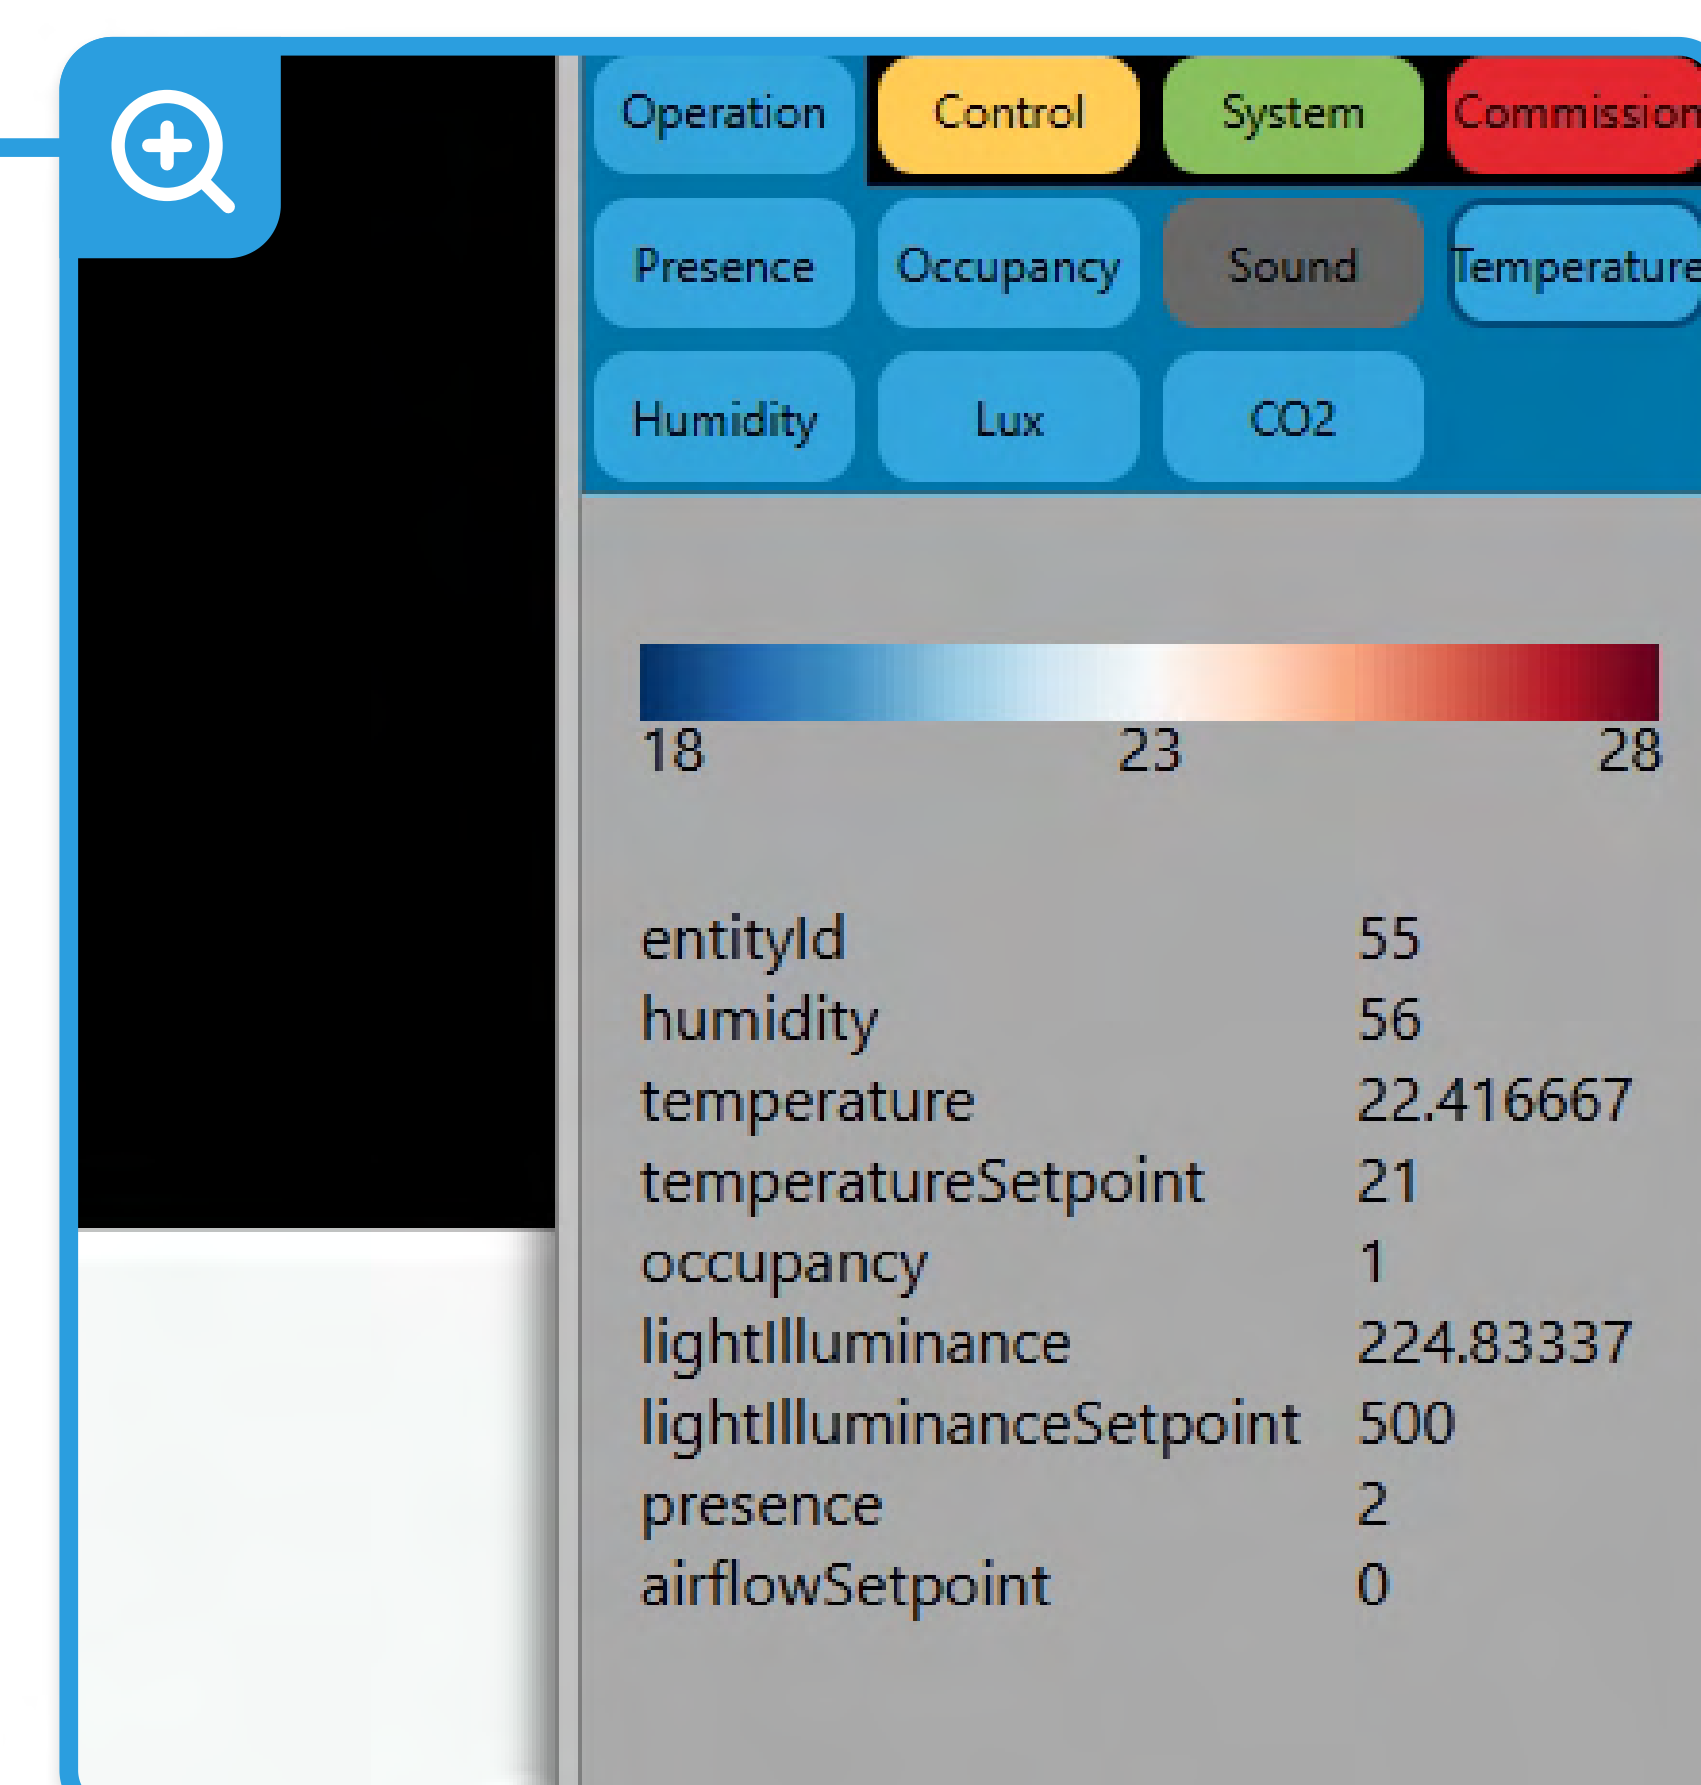 Operation Control System Commission
Presence Occupancy Sound Temperature
Humidity Lux CO2
18 23 28
entityId 55
humidity 56
temperature 22.416667
temperatureSetpoint 21
occupancy 1
lightIlluminance 224.83337
lightIlluminanceSetpoint 500
presence 2
airflowSetpoint 0